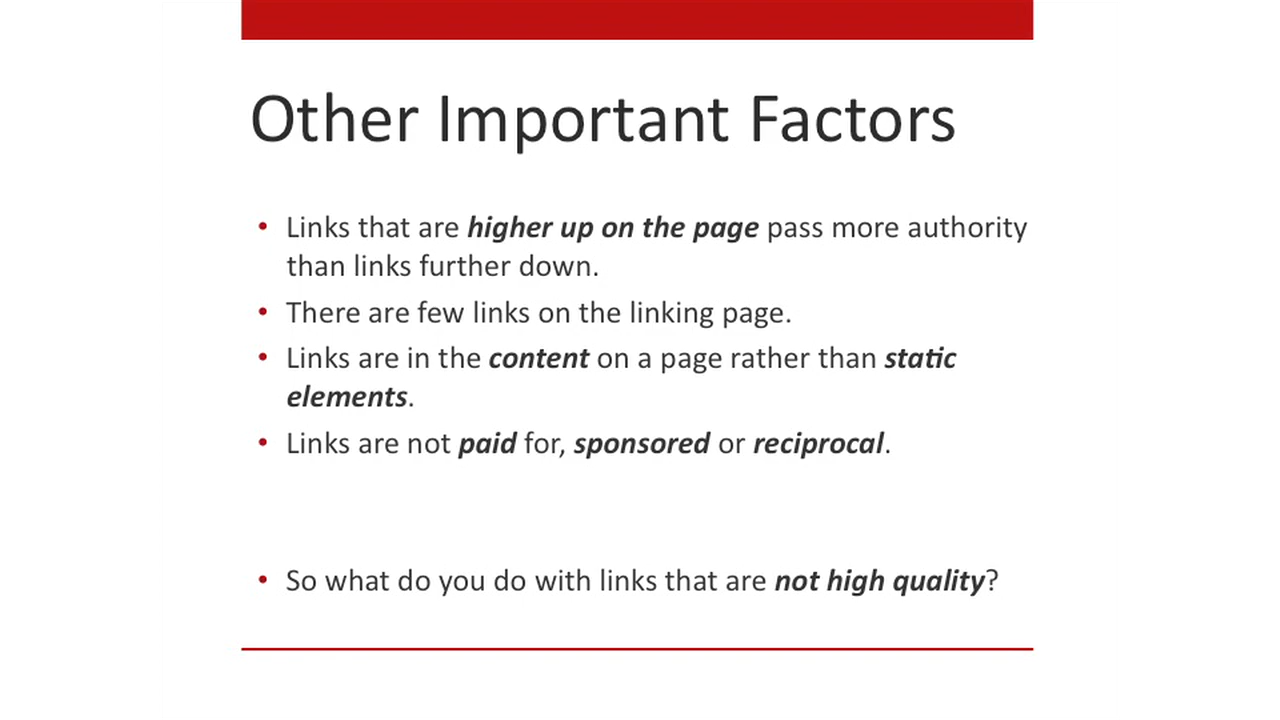 Other Important Factors
• Links that are higher up on the page pass more authority
than links further down.
• There are few links on the linking page.
• Links are in the content on a page rather than static
elements.
• Links are not paid for, sponsored or reciprocal.
• So what do you do with links that are not high quality?